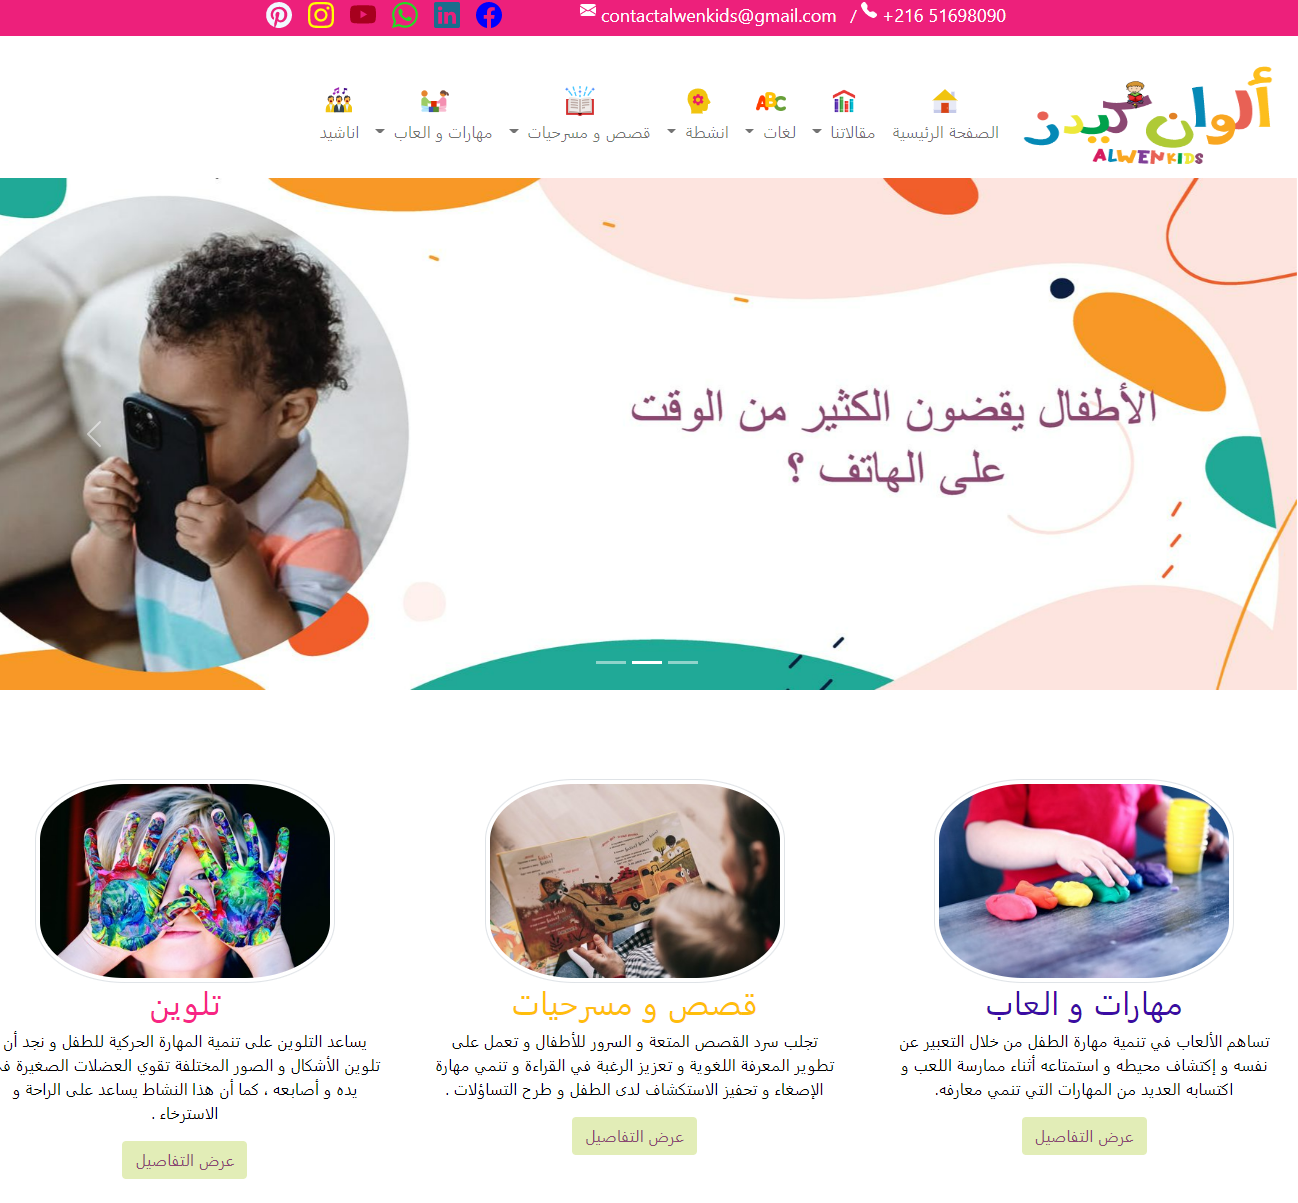 +216 51698090 / contactalwenkids@gmail.com
ألوان كيدز
ALWENKIDS
الصفحة الرئيسية
مقالاتنا
لغات
ABC
انشطة
قصص و مسرحيات
مهارات و العاب
اناشيد
الأطفال يقضون الكثير من الوقت
على الهاتف ؟
مهارات و العاب
تساهم الألعاب في تنمية مهارة الطفل من خلال التعبير عن
نفسه و إكتشاف محيطه و استمتاعه أثناء ممارسة اللعب و
اكتسابه العديد من المهارات التي تنمي معارفه.
عرض التفاصيل
قصص و مسرحيات
تجلب سرد القصص المتعة و السرور للأطفال و تعمل على
تطوير المعرفة اللغوية و تعزيز الرغبة في القراءة و تنمي مهارة
الإصغاء و تحفيز الاستكشاف لدى الطفل و طرح التساؤلات .
عرض التفاصيل
تلوين
يساعد التلوين على تنمية المهارة الحركية للطفل و نجد أن
تلوين الأشكال و الصور المختلفة تقوي العضلات الصغيرة في
يده و أصابعه ، كما أن هذا النشاط يساعد على الراحة و
الاسترخاء .
عرض التفاصيل